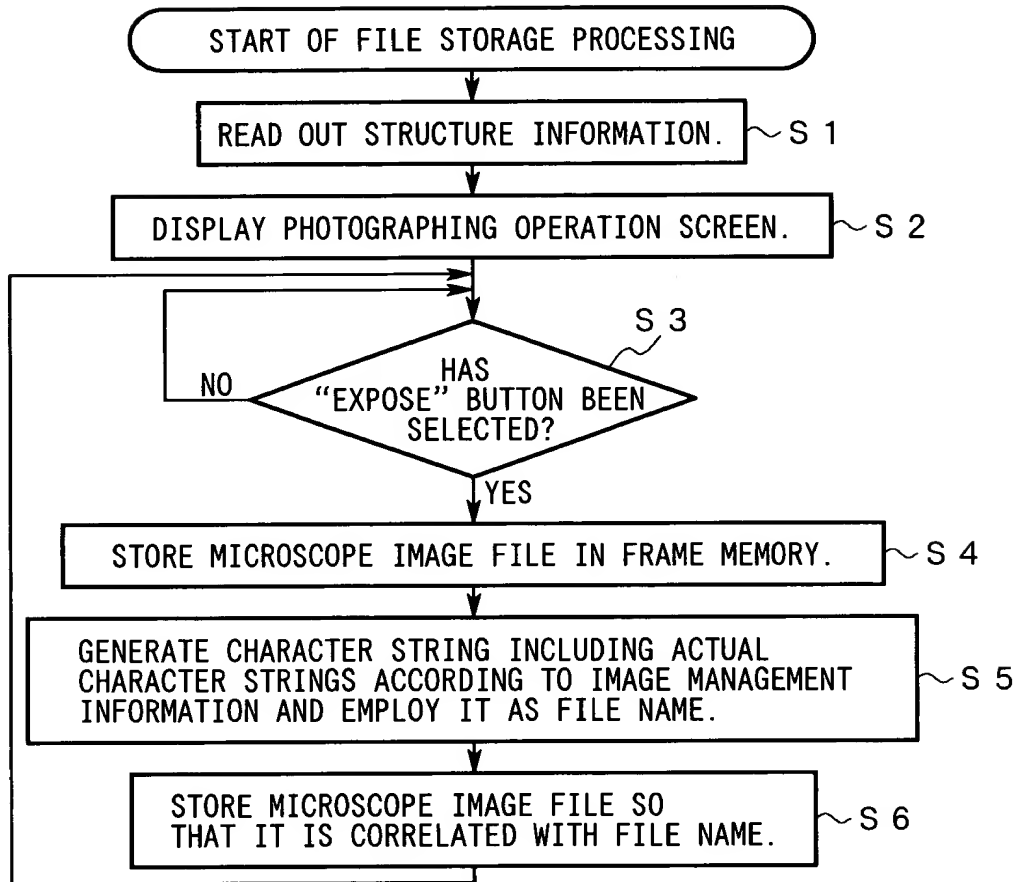 START OF FILE STORAGE PROCESSING
READ OUT STRUCTURE INFORMATION.
S 1
DISPLAY PHOTOGRAPHING OPERATION SCREEN.
S 2
S 3
HAS
“EXPOSE” BUTTON BEEN
SELECTED?
NO
YES
STORE MICROSCOPE IMAGE FILE IN FRAME MEMORY.
S 4
GENERATE CHARACTER STRING INCLUDING ACTUAL
CHARACTER STRINGS ACCORDING TO IMAGE MANAGEMENT
INFORMATION AND EMPLOY IT AS FILE NAME.
S 5
STORE MICROSCOPE IMAGE FILE SO
THAT IT IS CORRELATED WITH FILE NAME.
S 6